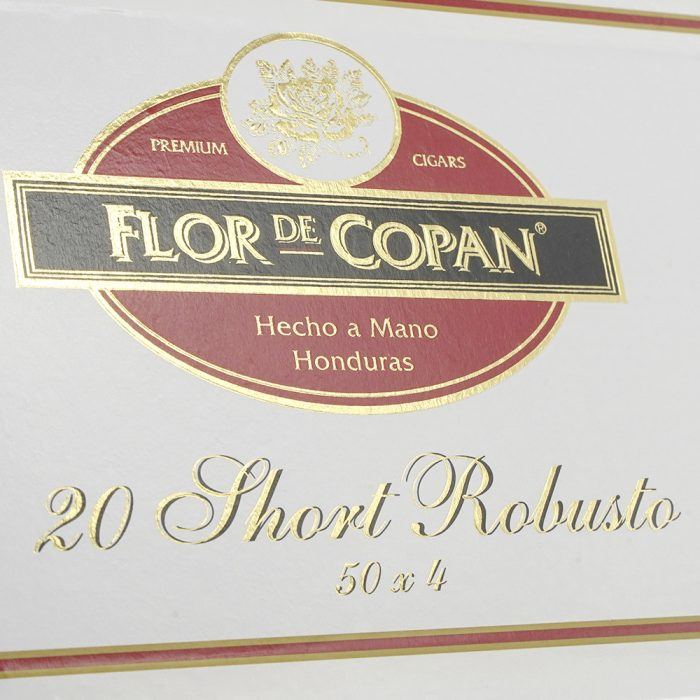 PREMIUM CIGARS
FLOR DE COPAN®
Hecho a Mano
Honduras
20 Short Robusto
50 x 4